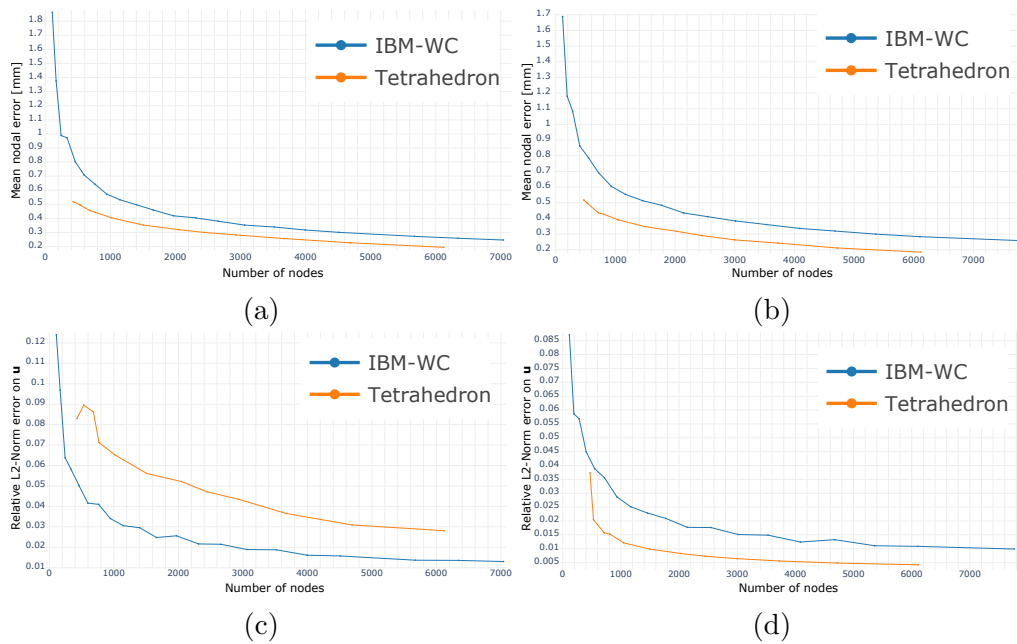 Mean nodal error [mm]
1.8
1.7
1.6
1.5
1.4
1.3
1.2
1.1
1
0.9
0.8
0.7
0.6
0.5
0.4
0.3
0.2
IBM-WC
Tetrahedron
0 1000 2000 3000 4000 5000 6000 7000
Number of nodes
(a)
Mean nodal error [mm]
1.7
1.6
1.5
1.4
1.3
1.2
1.1
1
0.9
0.8
0.7
0.6
0.5
0.4
0.3
0.2
IBM-WC
Tetrahedron
0 1000 2000 3000 4000 5000 6000 7000
Number of nodes
(b)
Relative L2-Norm error on u
0.12
0.11
0.1
0.09
0.08
0.07
0.06
0.05
0.04
0.03
0.02
0.01
IBM-WC
Tetrahedron
0 1000 2000 3000 4000 5000 6000 7000
Number of nodes
(c)
Relative L2-Norm error on u
0.085
0.08
0.075
0.07
0.065
0.06
0.055
0.05
0.045
0.04
0.035
0.03
0.025
0.02
0.015
0.01
0.005
IBM-WC
Tetrahedron
0 1000 2000 3000 4000 5000 6000 7000
Number of nodes
(d)